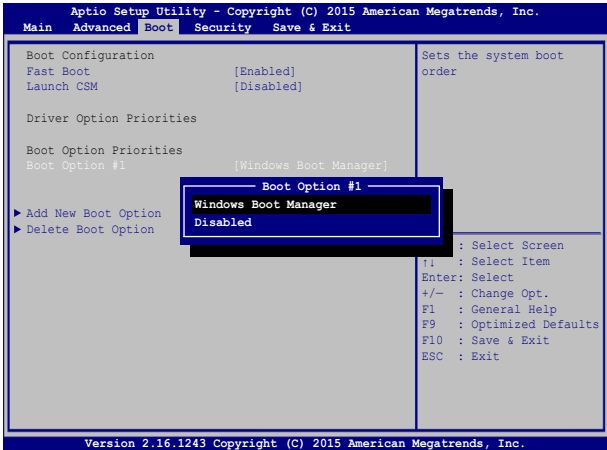 Aptio Setup Utility - Copyright (C) 2015 American Megatrends, Inc.
Main Advanced Boot Security Save & Exit
Boot Configuration
Fast Boot [Enabled]
Launch CSM [Disabled]
Driver Option Priorities
Boot Option Priorities
Boot Option #1 [Windows Boot Manager]
Add New Boot Option
Delete Boot Option
Boot Option #1
Windows Boot Manager
Disabled
Sets the system boot
order
: Select Screen
↑↓ : Select Item
Enter: Select
+/— : Change Opt.
F1 : General Help
F9 : Optimized Defaults
F10 : Save & Exit
ESC : Exit
Version 2.16.1243 Copyright (C) 2015 American Megatrends, Inc.